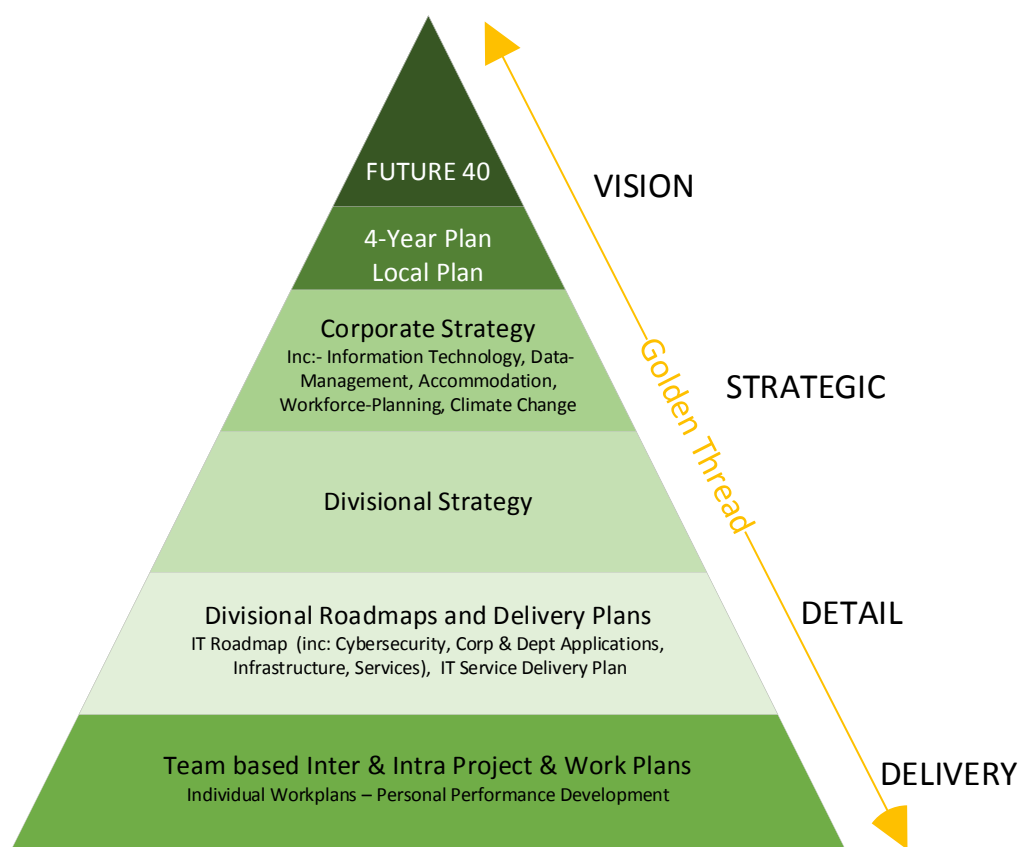 FUTURE 40
VISION
4-Year Plan
Local Plan
Corporate Strategy
Inc:- Information Technology, Data-
Management, Accommodation,
Workforce-Planning, Climate Change
Golden Thread
STRATEGIC
Divisional Strategy
Divisional Roadmaps and Delivery Plans
IT Roadmap  (inc: Cybersecurity, Corp & Dept Applications,
Infrastructure, Services),  IT Service Delivery Plan
DETAIL
Team based Inter & Intra Project & Work Plans
Individual Workplans – Personal Performance Development
DELIVERY